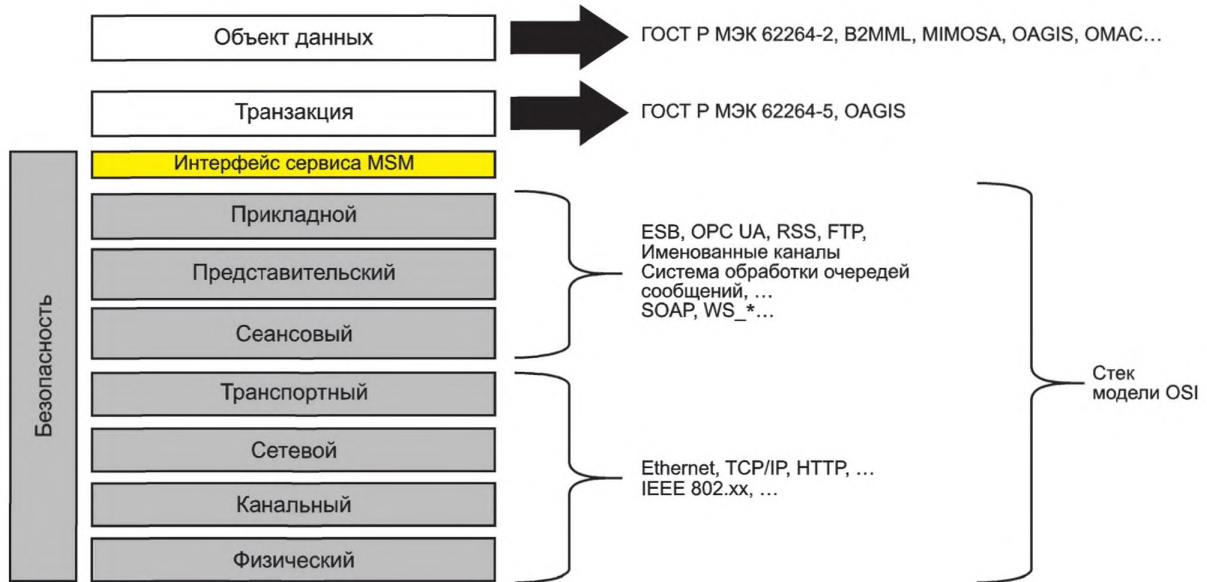 Объект данных
ГОСТ Р МЭК 62264-2, B2MML, MIMOSA, OAGIS, OMAC…
Транзакция
ГОСТ Р МЭК 62264-5, OAGIS
Интерфейс сервиса MSM
Прикладной
Представительский
Сеансовый
ESB, OPC UA, RSS, FTP,
Именованные каналы
Система обработки очередей
сообщений, …
SOAP, WS_*…
Транспортный
Сетевой
Канальный
Физический
Ethernet, TCP/IP, HTTP, …
IEEE 802.xx, …
Безопасность
Стек
модели OSI